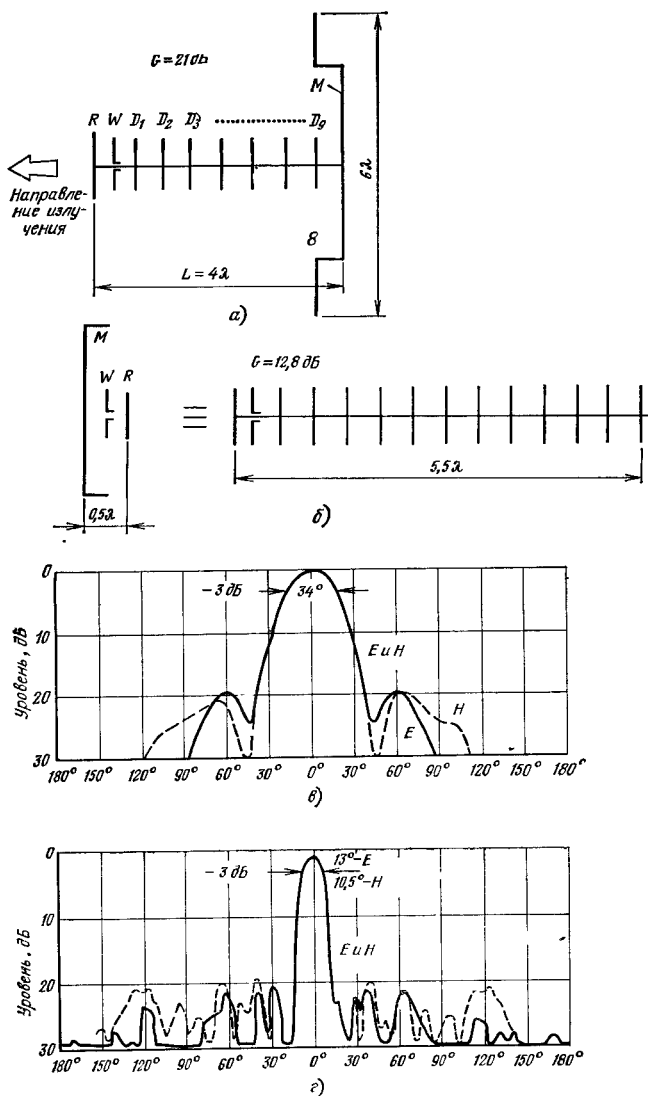 G=21дб
M
R W D₁ D₂ D₃ D₉
Направле-
ние излу-
чения
6λ
8
L=4λ
а)
M
W R
G=12,8 дБ
0,5λ
5,5λ
б)
Уровень, дБ
0
10
20
30
-3 дБ
34°
E и H
H
E
180° 150° 120° 90° 60° 30° 0° 30° 60° 90° 120° 150° 180°
в)
Уровень. дБ
0
10
20
30
-3 дБ
13°-E
10,5°-H
E и H
180° 150° 120° 90° 60° 30° 0° 30° 60° 90° 120° 150° 180°
г)